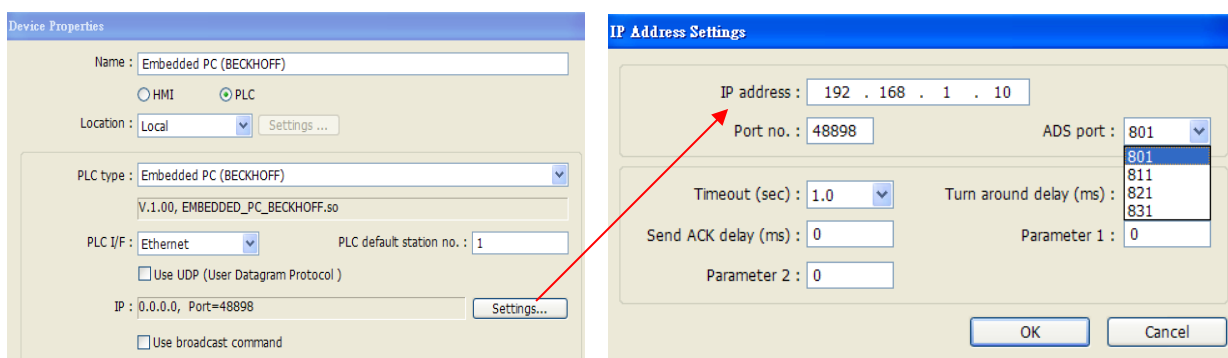 Device Properties
Name : Embedded PC (BECKHOFF)
HMI PLC
Location : Local Settings ...
PLC type : Embedded PC (BECKHOFF)
V.1.00, EMBEDDED_PC_BECKHOFF.so
PLC I/F : Ethernet PLC default station no. : 1
Use UDP (User Datagram Protocol )
IP : 0.0.0.0, Port=48898 Settings...
Use broadcast command
IP Address Settings
IP address : 192 . 168 . 1 . 10
Port no. : 48898 ADS port : 801
801
811
821
831
Timeout (sec) : 1.0 Turn around delay (ms) :
Send ACK delay (ms) : 0 Parameter 1 : 0
Parameter 2 : 0
OK Cancel